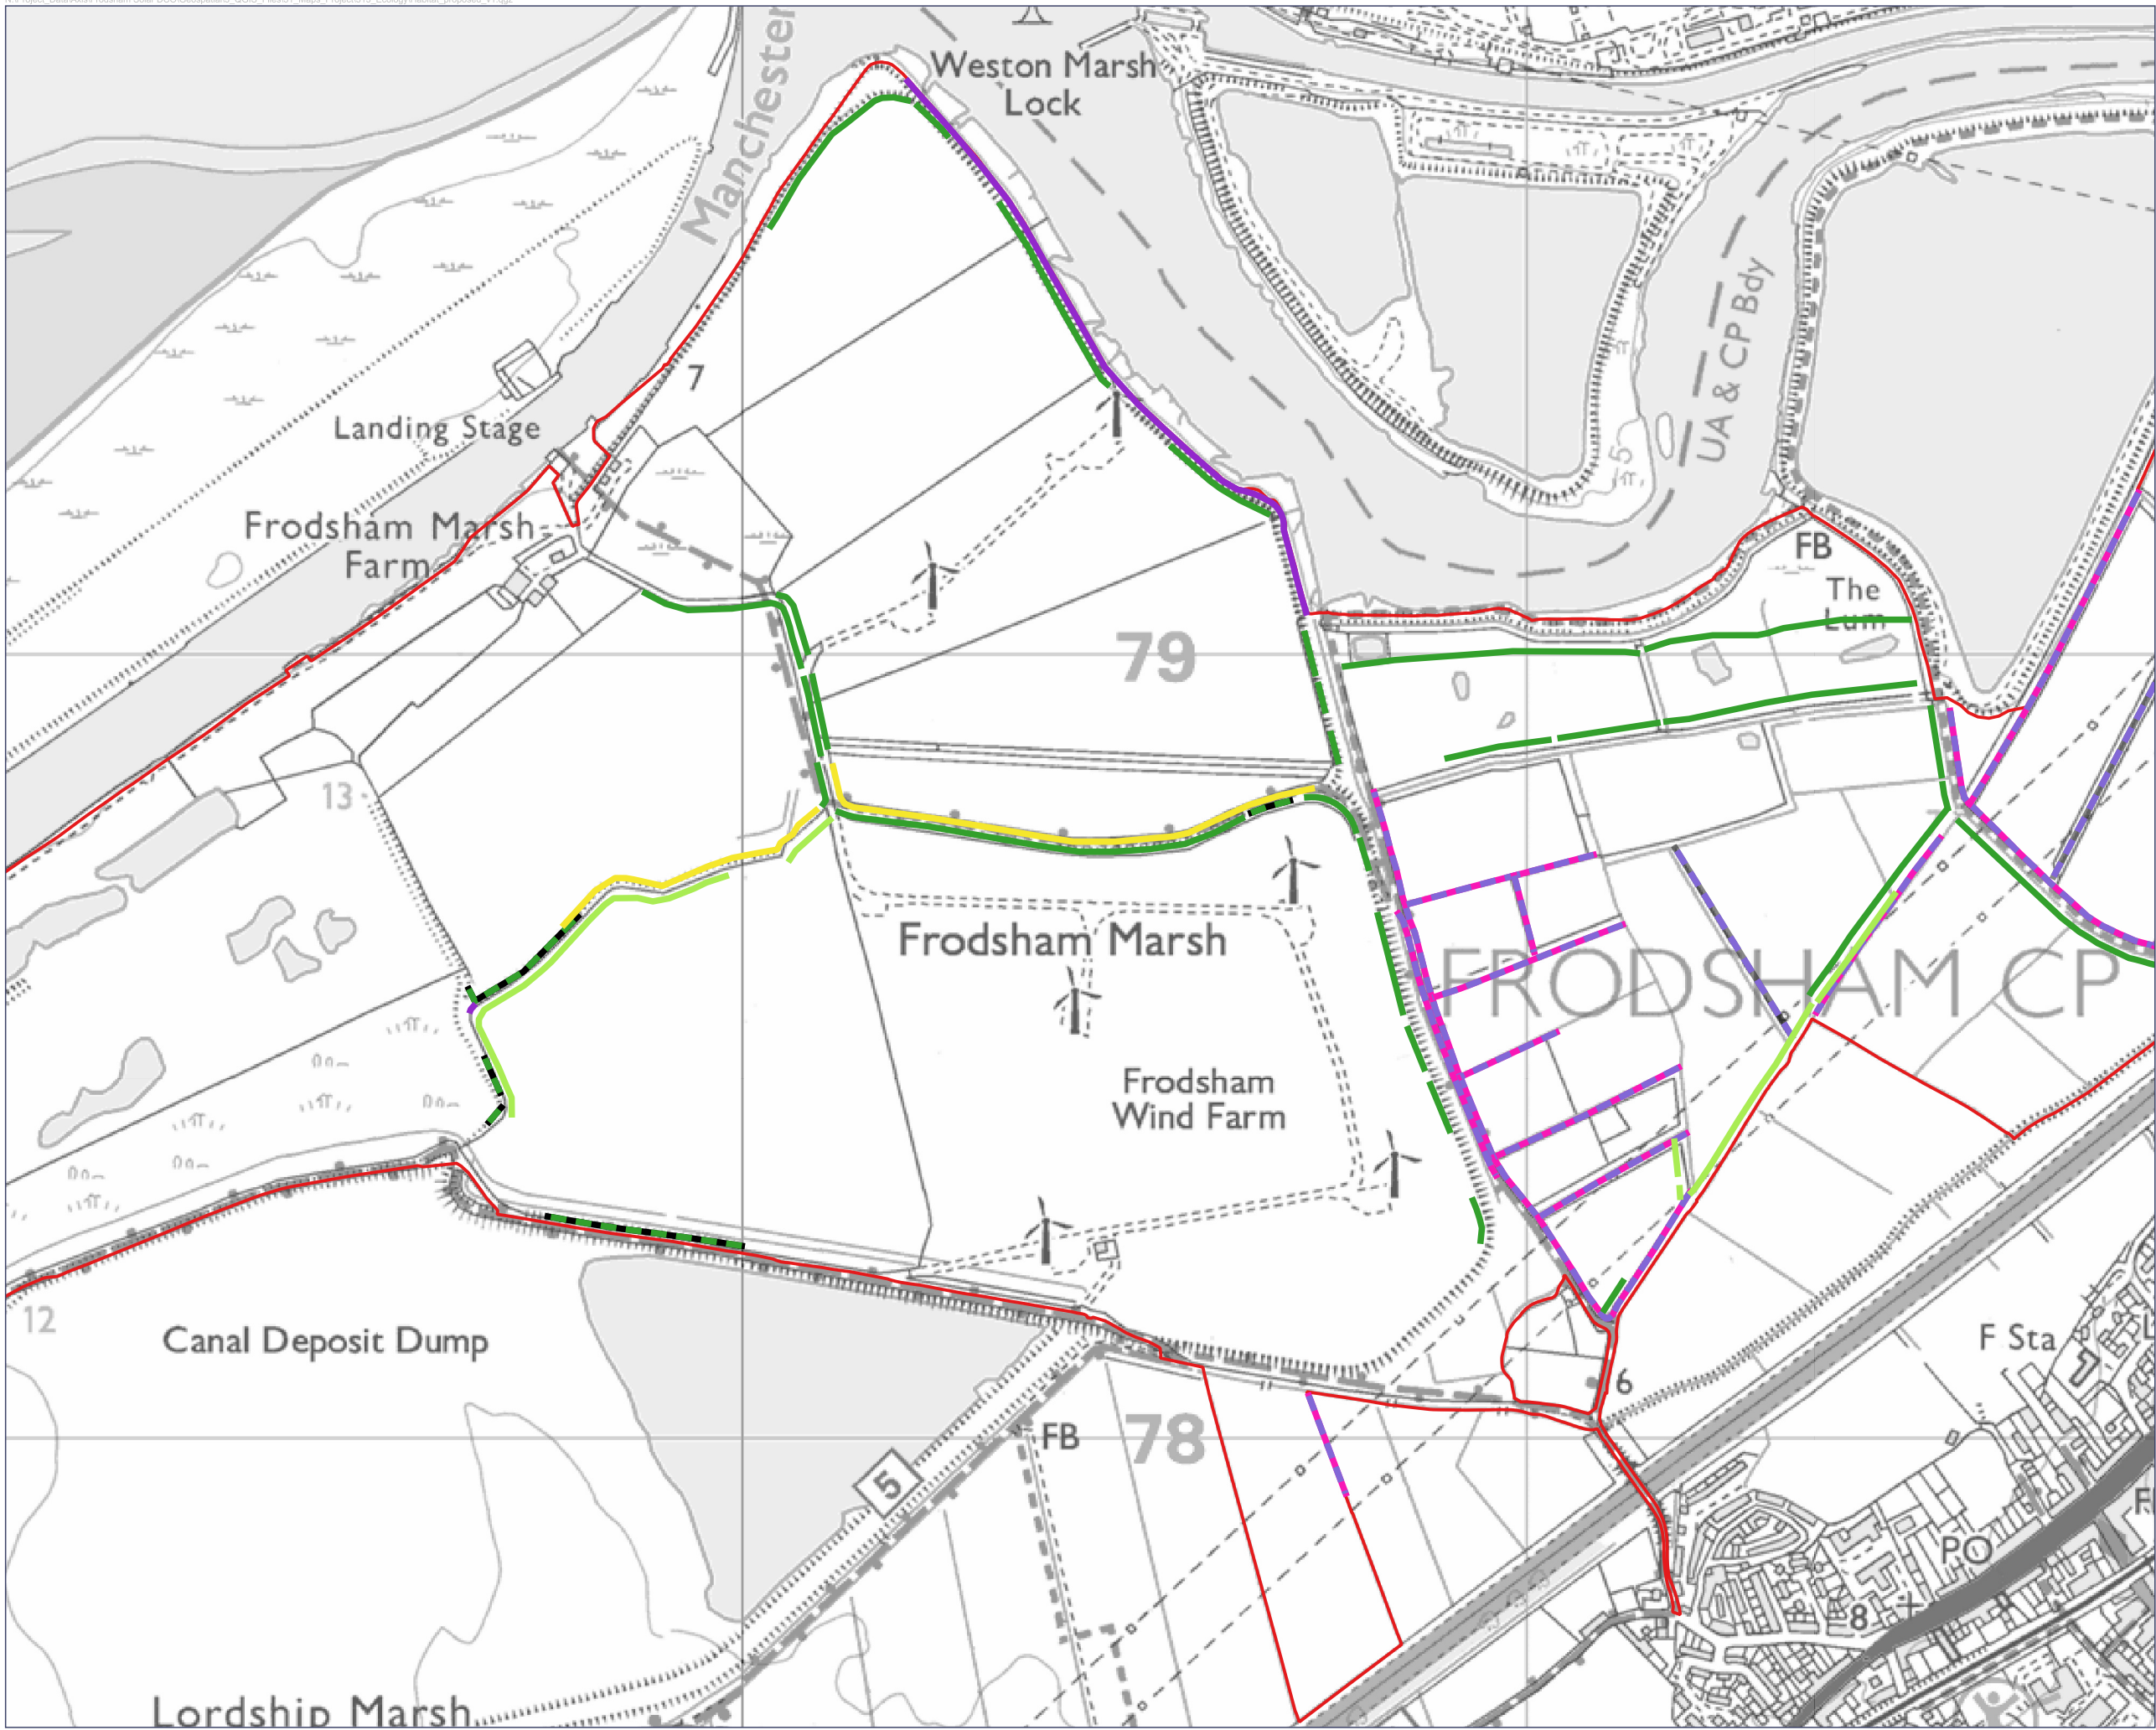 Manchester
Weston Marsh
Lock
UA & CP Bdy
7
Landing Stage
5
Frodsham Marsh
Farm
FB
The
Lum
79
13
Frodsham Marsh
FRODSHAM CP
Frodsham
Wind Farm
12
Canal Deposit Dump
F Sta
6
FB
78
5
PO
8
Lordship Marsh